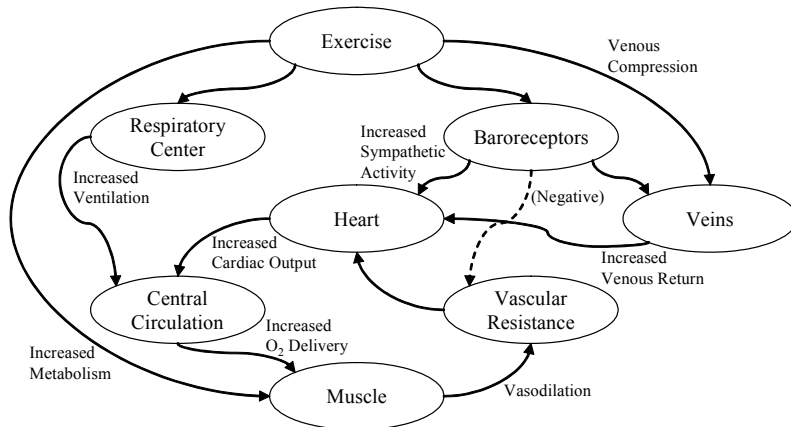 Exercise
Venous
Compression
Respiratory
Center
Increased
Sympathetic
Activity
Baroreceptors
Increased
Ventilation
(Negative)
Heart
Veins
Increased
Cardiac Output
Increased
Venous Return
Central
Circulation
Vascular
Resistance
Increased
O₂ Delivery
Increased
Metabolism
Muscle
Vasodilation